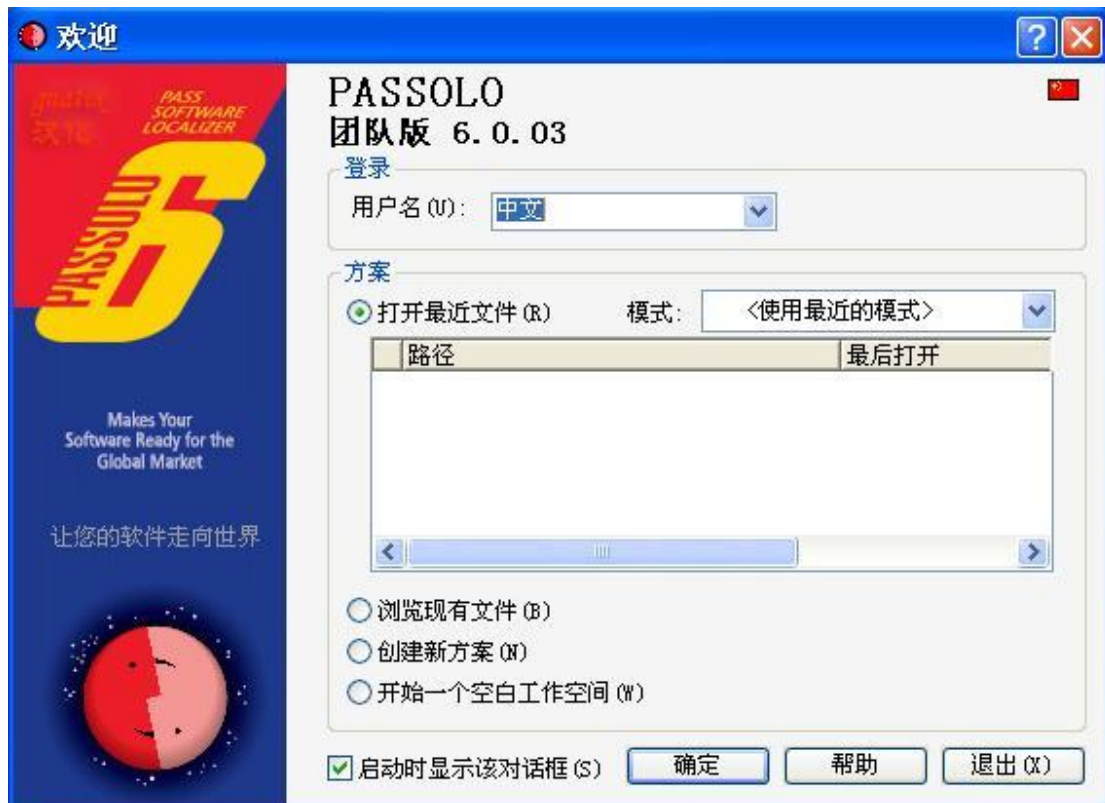 欢迎
PASS
SOFTWARE
LOCALIZER
汉化
PASSOLO
6
Makes Your
Software Ready for the
Global Market
让您的软件走向世界
PASSOLO
团队版 6.0.03
登录
用户名(U): 中文
方案
打开最近文件(R) 模式: <使用最近的模式>
路径 最后打开
浏览现有文件(B)
创建新方案(N)
开始一个空白工作空间(W)
启动时显示该对话框(S) 确定 帮助 退出(X)